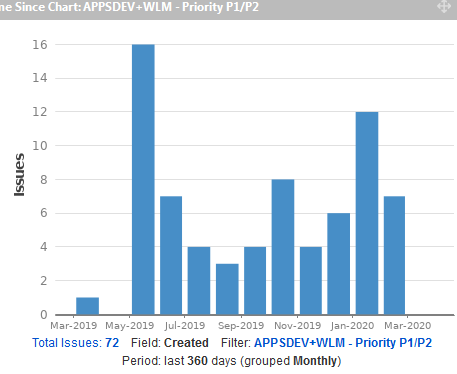 ne Since Chart: APPSDEV+WLM - Priority P1/P2
16
14
12
10
8
6
4
2
0
Issues
Mar-2019 May-2019 Jul-2019 Sep-2019 Nov-2019 Jan-2020 Mar-2020
Total Issues: 72 Field: Created Filter: APPSDEV+WLM - Priority P1/P2
Period: last 360 days (grouped Monthly)